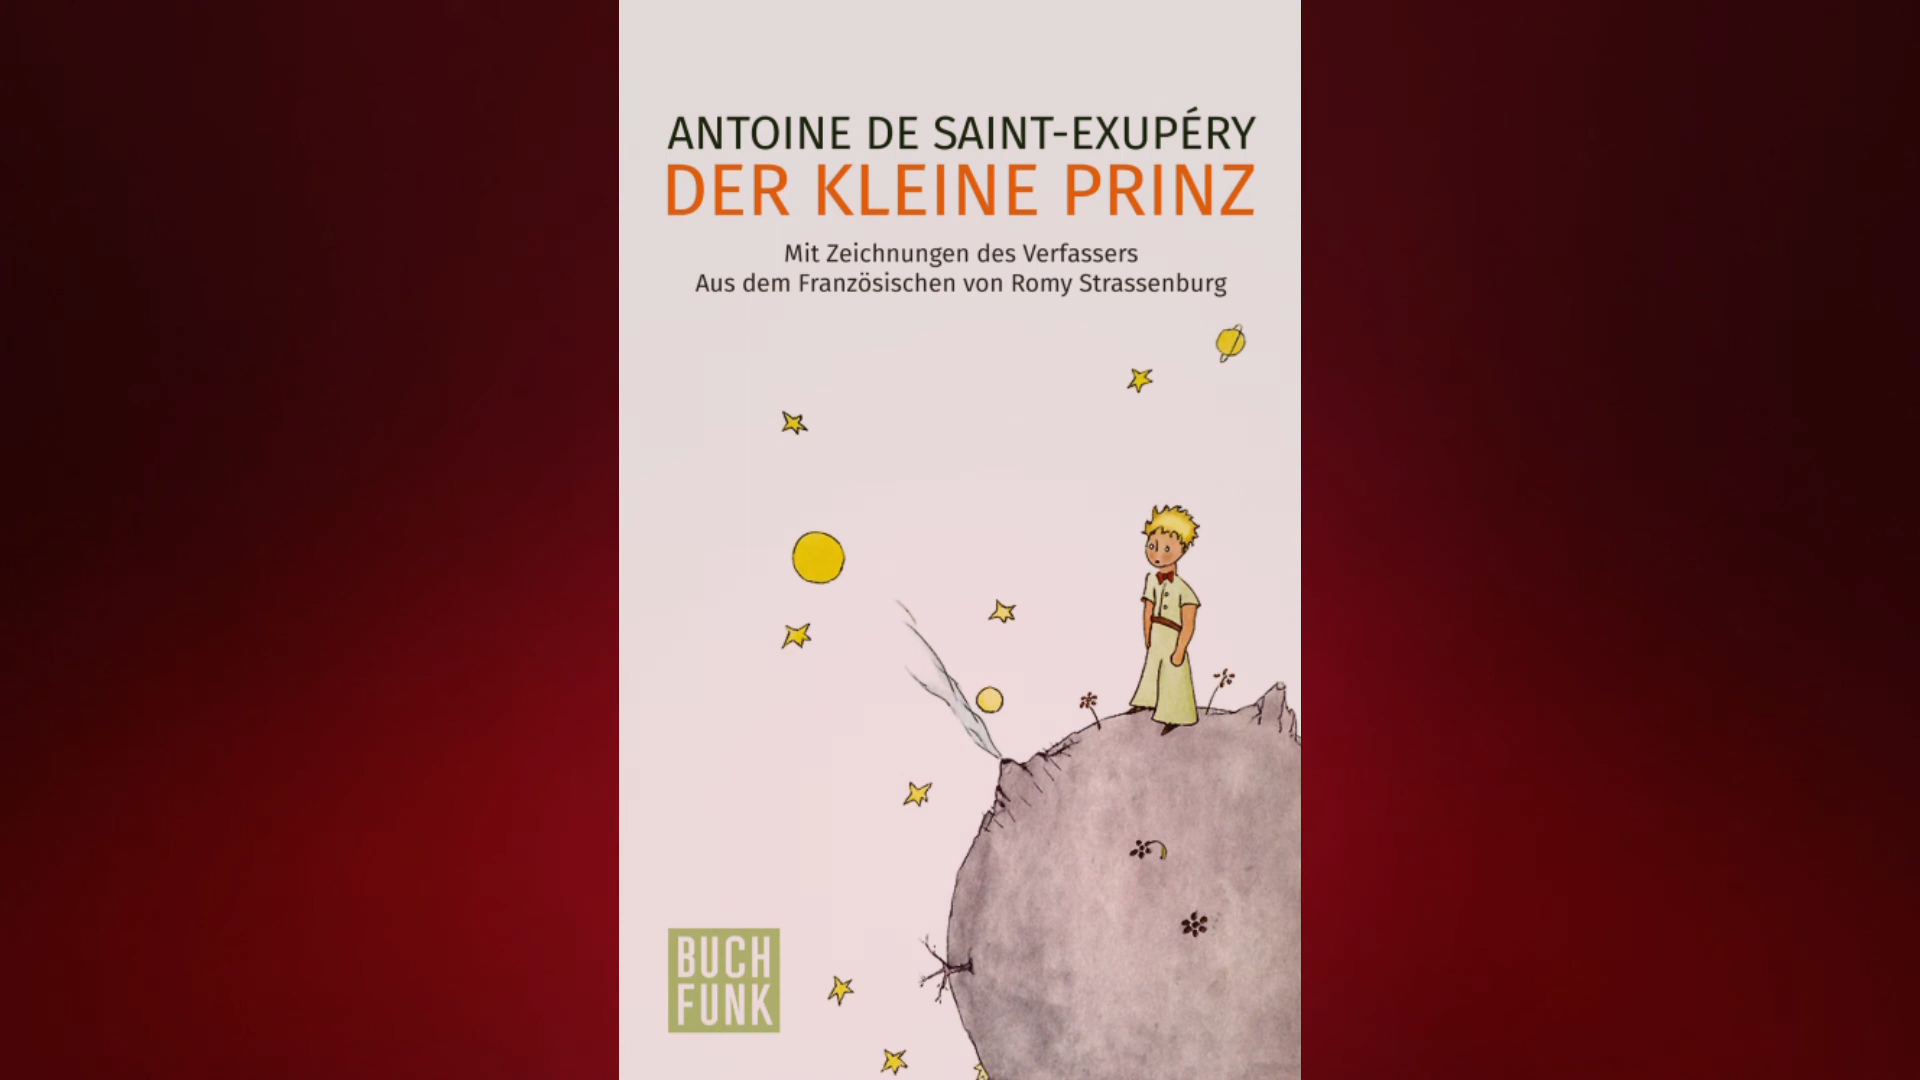 ANTOINE DE SAINT-EXUPÉRY
DER KLEINE PRINZ
Mit Zeichnungen des Verfassers
Aus dem Französischen von Romy Strassenburg
BUCH
FUNK